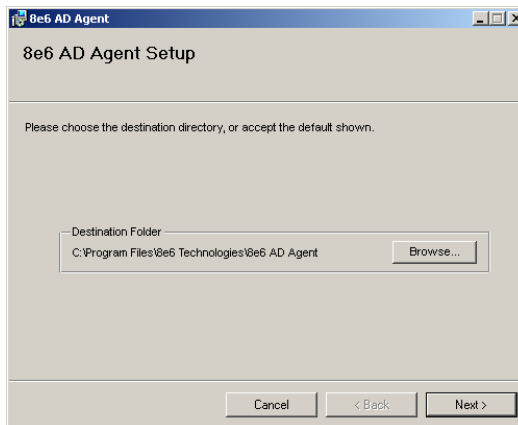 8e6 AD Agent
8e6 AD Agent Setup
Please choose the destination directory, or accept the default shown.
Destination Folder
C:\Program Files\8e6 Technologies\8e6 AD Agent
Browse...
Cancel
< Back
Next >